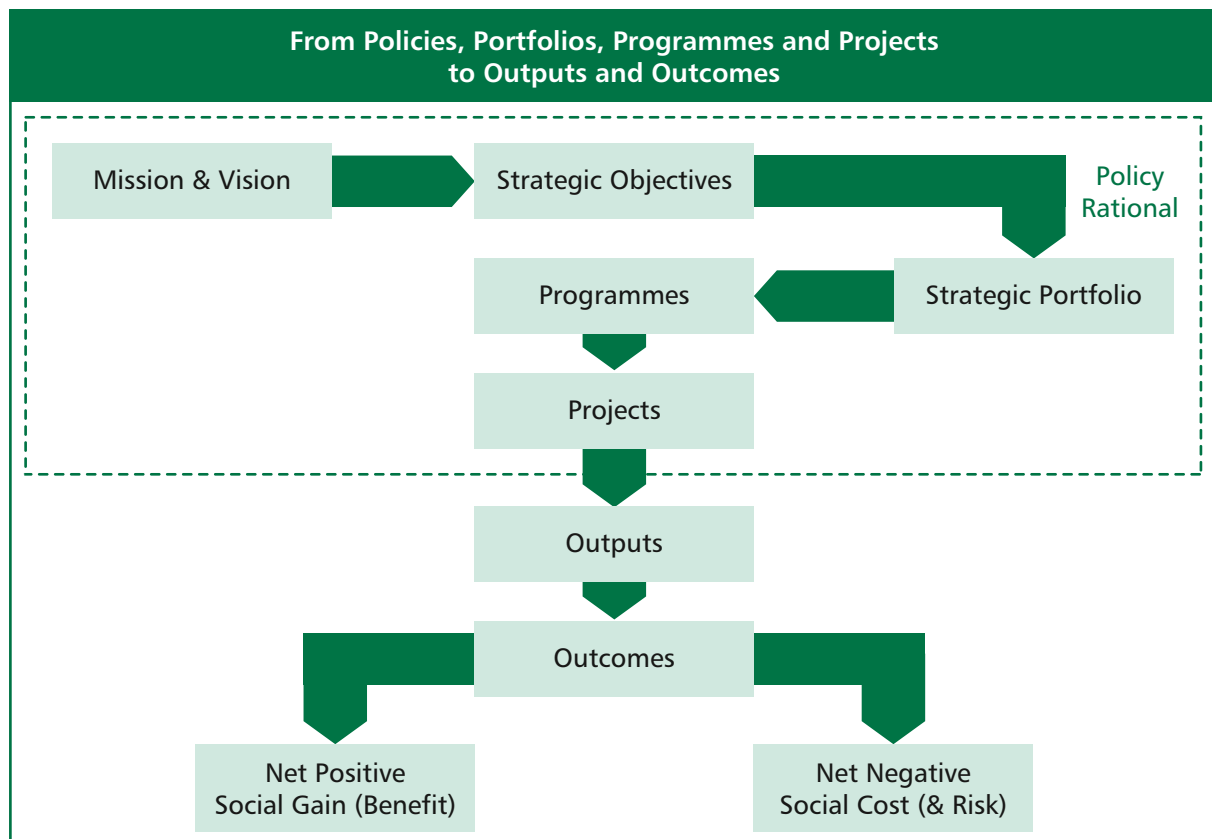 From Policies, Portfolios, Programmes and Projects
to Outputs and Outcomes
Mission & Vision
Strategic Objectives
Policy
Rational
Programmes
Strategic Portfolio
Projects
Outputs
Outcomes
Net Positive
Social Gain (Benefit)
Net Negative
Social Cost (& Risk)